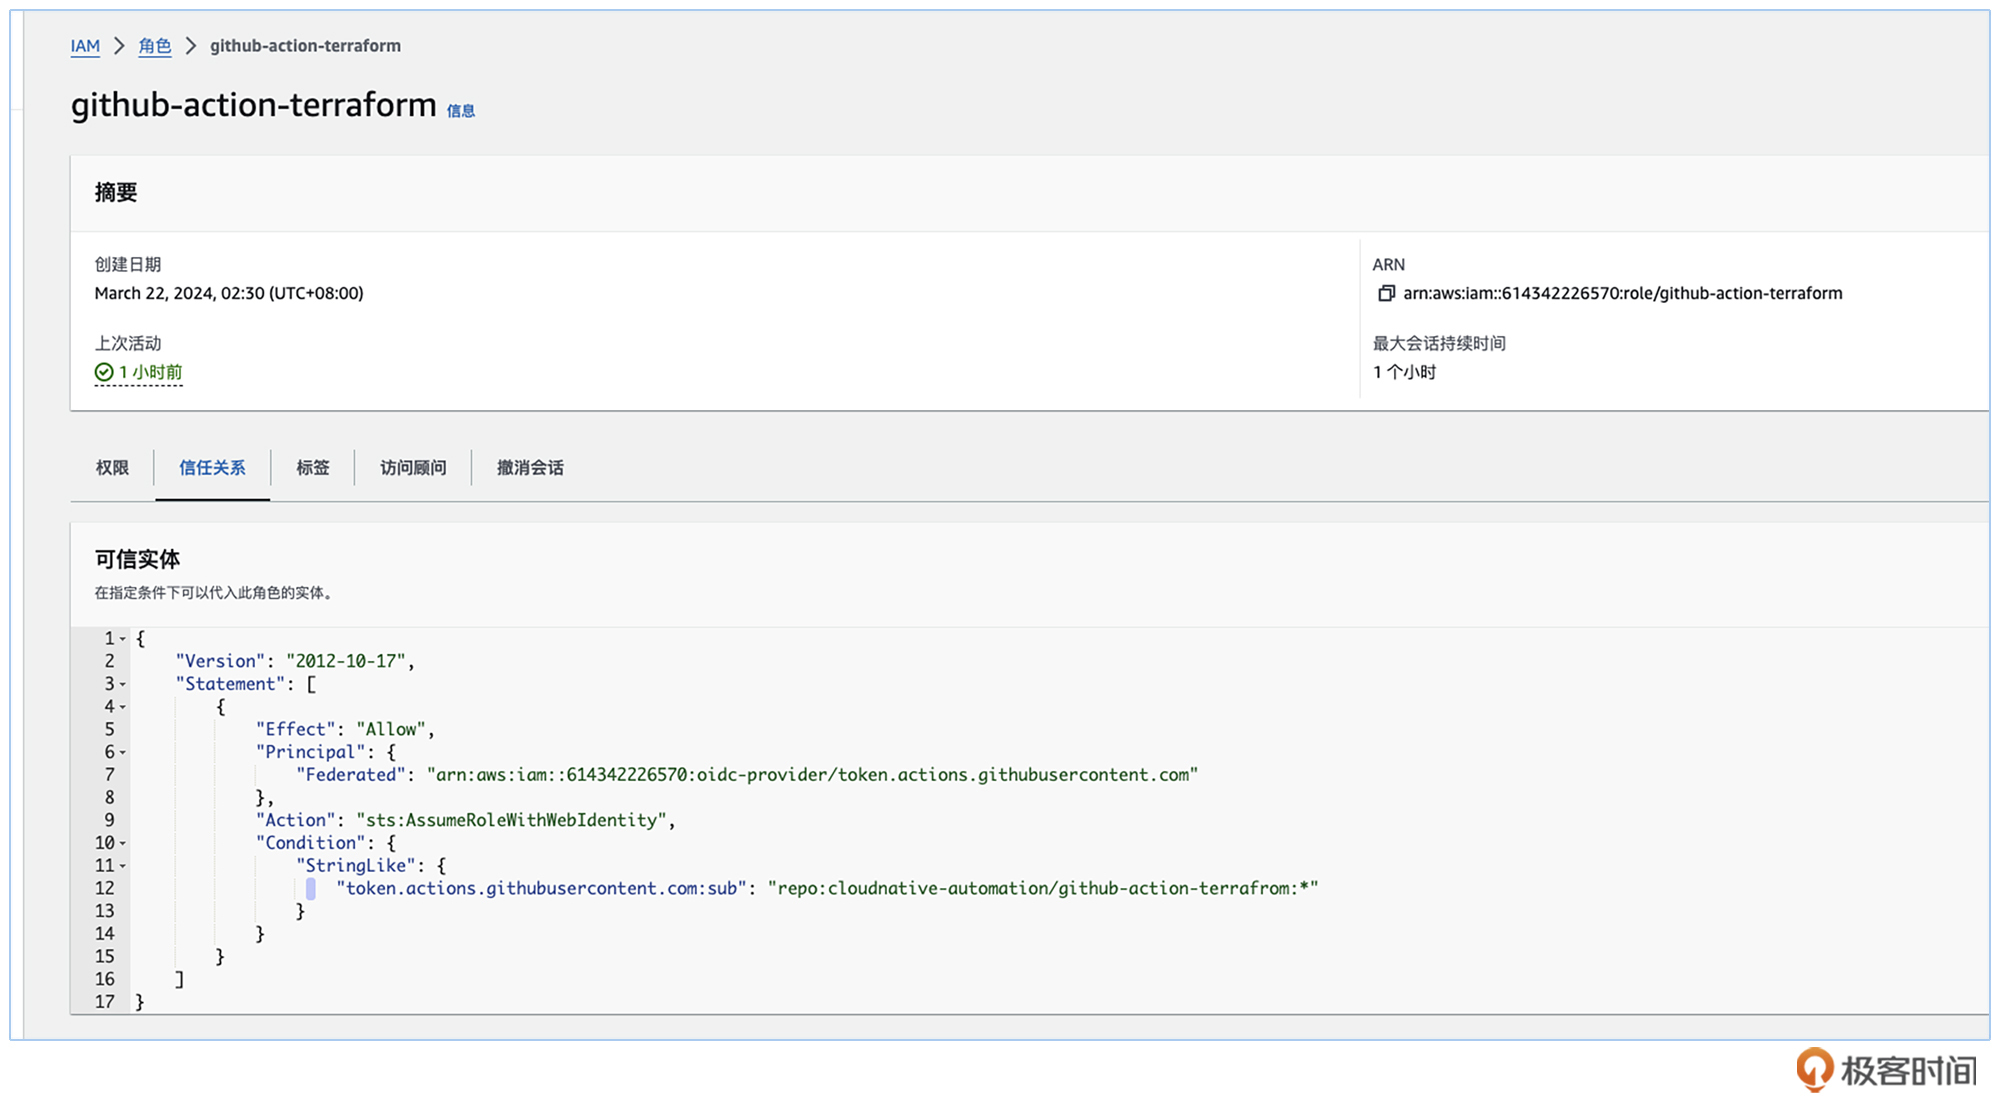 IAM > 角色 > github-action-terraform
github-action-terraform 信息
摘要
创建日期
March 22, 2024, 02:30 (UTC+08:00)
ARN
arn:aws:iam::614342226570:role/github-action-terraform
上次活动
1 小时前
最大会话持续时间
1 个小时
权限
信任关系
标签
访问顾问
撤消会话
可信实体
在指定条件下可以代入此角色的实体。
1 {
2     "Version": "2012-10-17",
3     "Statement": [
4         {
5             "Effect": "Allow",
6             "Principal": {
7                 "Federated": "arn:aws:iam::614342226570:oidc-provider/token.actions.githubusercontent.com"
8             },
9             "Action": "sts:AssumeRoleWithWebIdentity",
10             "Condition": {
11                 "StringLike": {
12                     "token.actions.githubusercontent.com:sub": "repo:cloudnative-automation/github-action-terrafrom:*"
13                 }
14             }
15         }
16     ]
17 }
极客时间